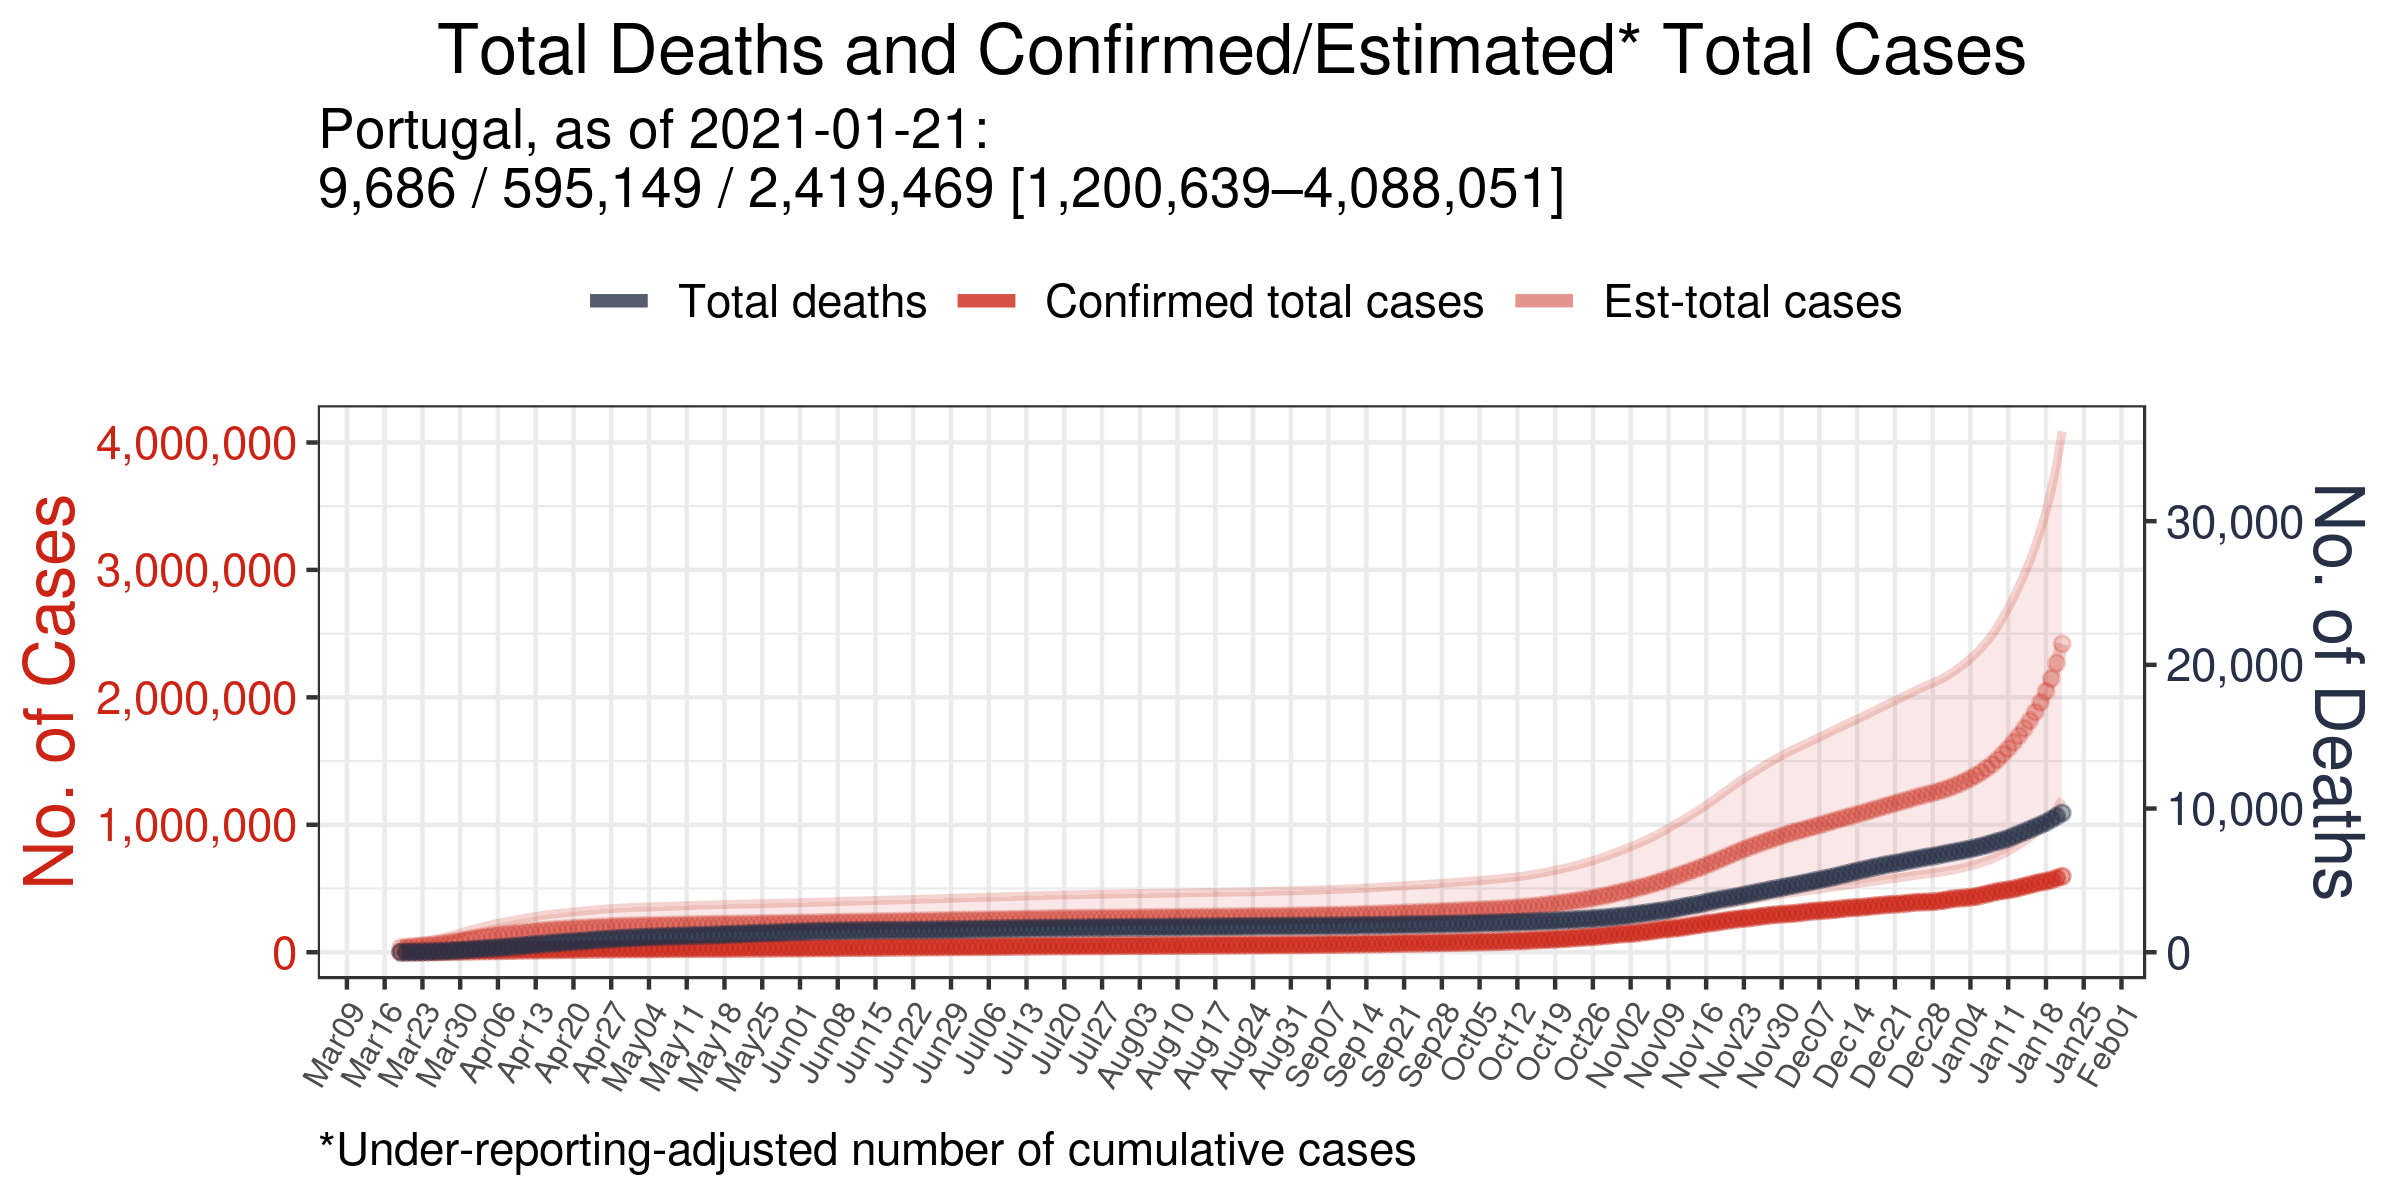 Total Deaths and Confirmed/Estimated* Total Cases
Portugal, as of 2021-01-21:
9,686 / 595,149 / 2,419,469 [1,200,639–4,088,051]
Total deaths
Confirmed total cases
Est-total cases
No. of Cases
4,000,000
3,000,000
2,000,000
1,000,000
0
30,000
20,000
10,000
0
No. of Deaths
Mar09
Mar16
Mar23
Mar30
Apr06
Apr13
Apr20
Apr27
May04
May11
May18
May25
Jun01
Jun08
Jun15
Jun22
Jun29
Jul06
Jul13
Jul20
Jul27
Aug03
Aug10
Aug17
Aug24
Aug31
Sep07
Sep14
Sep21
Sep28
Oct05
Oct12
Oct19
Oct26
Nov02
Nov09
Nov16
Nov23
Nov30
Dec07
Dec14
Dec21
Dec28
Jan04
Jan11
Jan18
Jan25
Feb01
*Under-reporting-adjusted number of cumulative cases